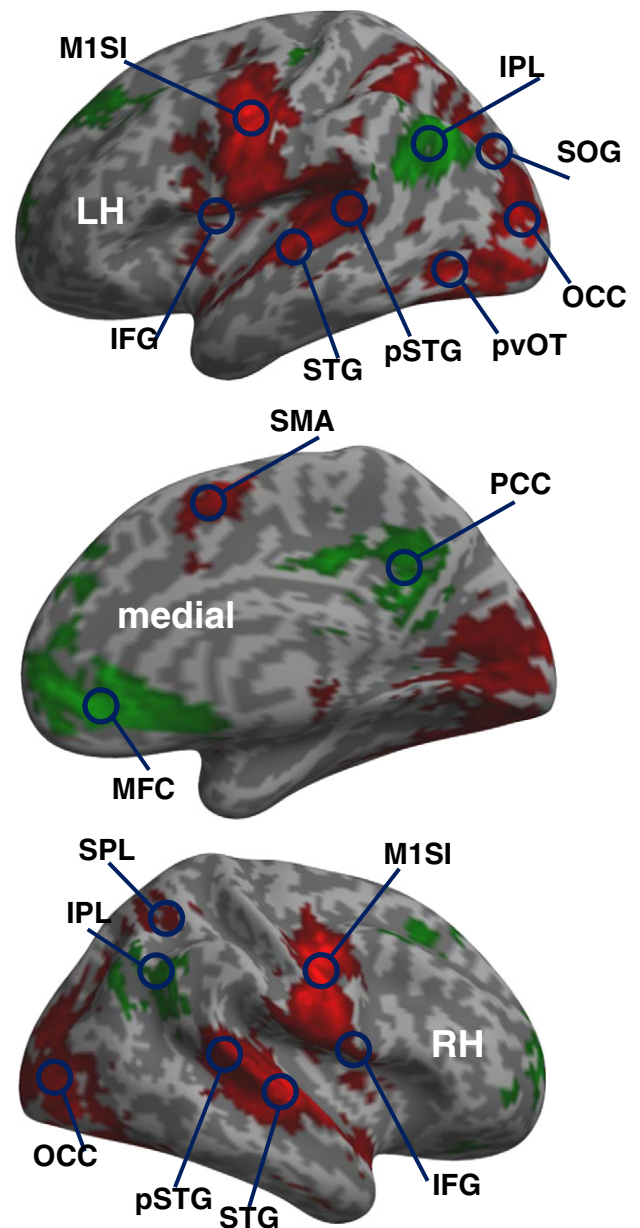 M1SI
IPL
SOG
LH
OCC
IFG
STG
pSTG
pvOT
SMA
PCC
medial
MFC
SPL
M1SI
IPL
RH
OCC
pSTG
STG
IFG